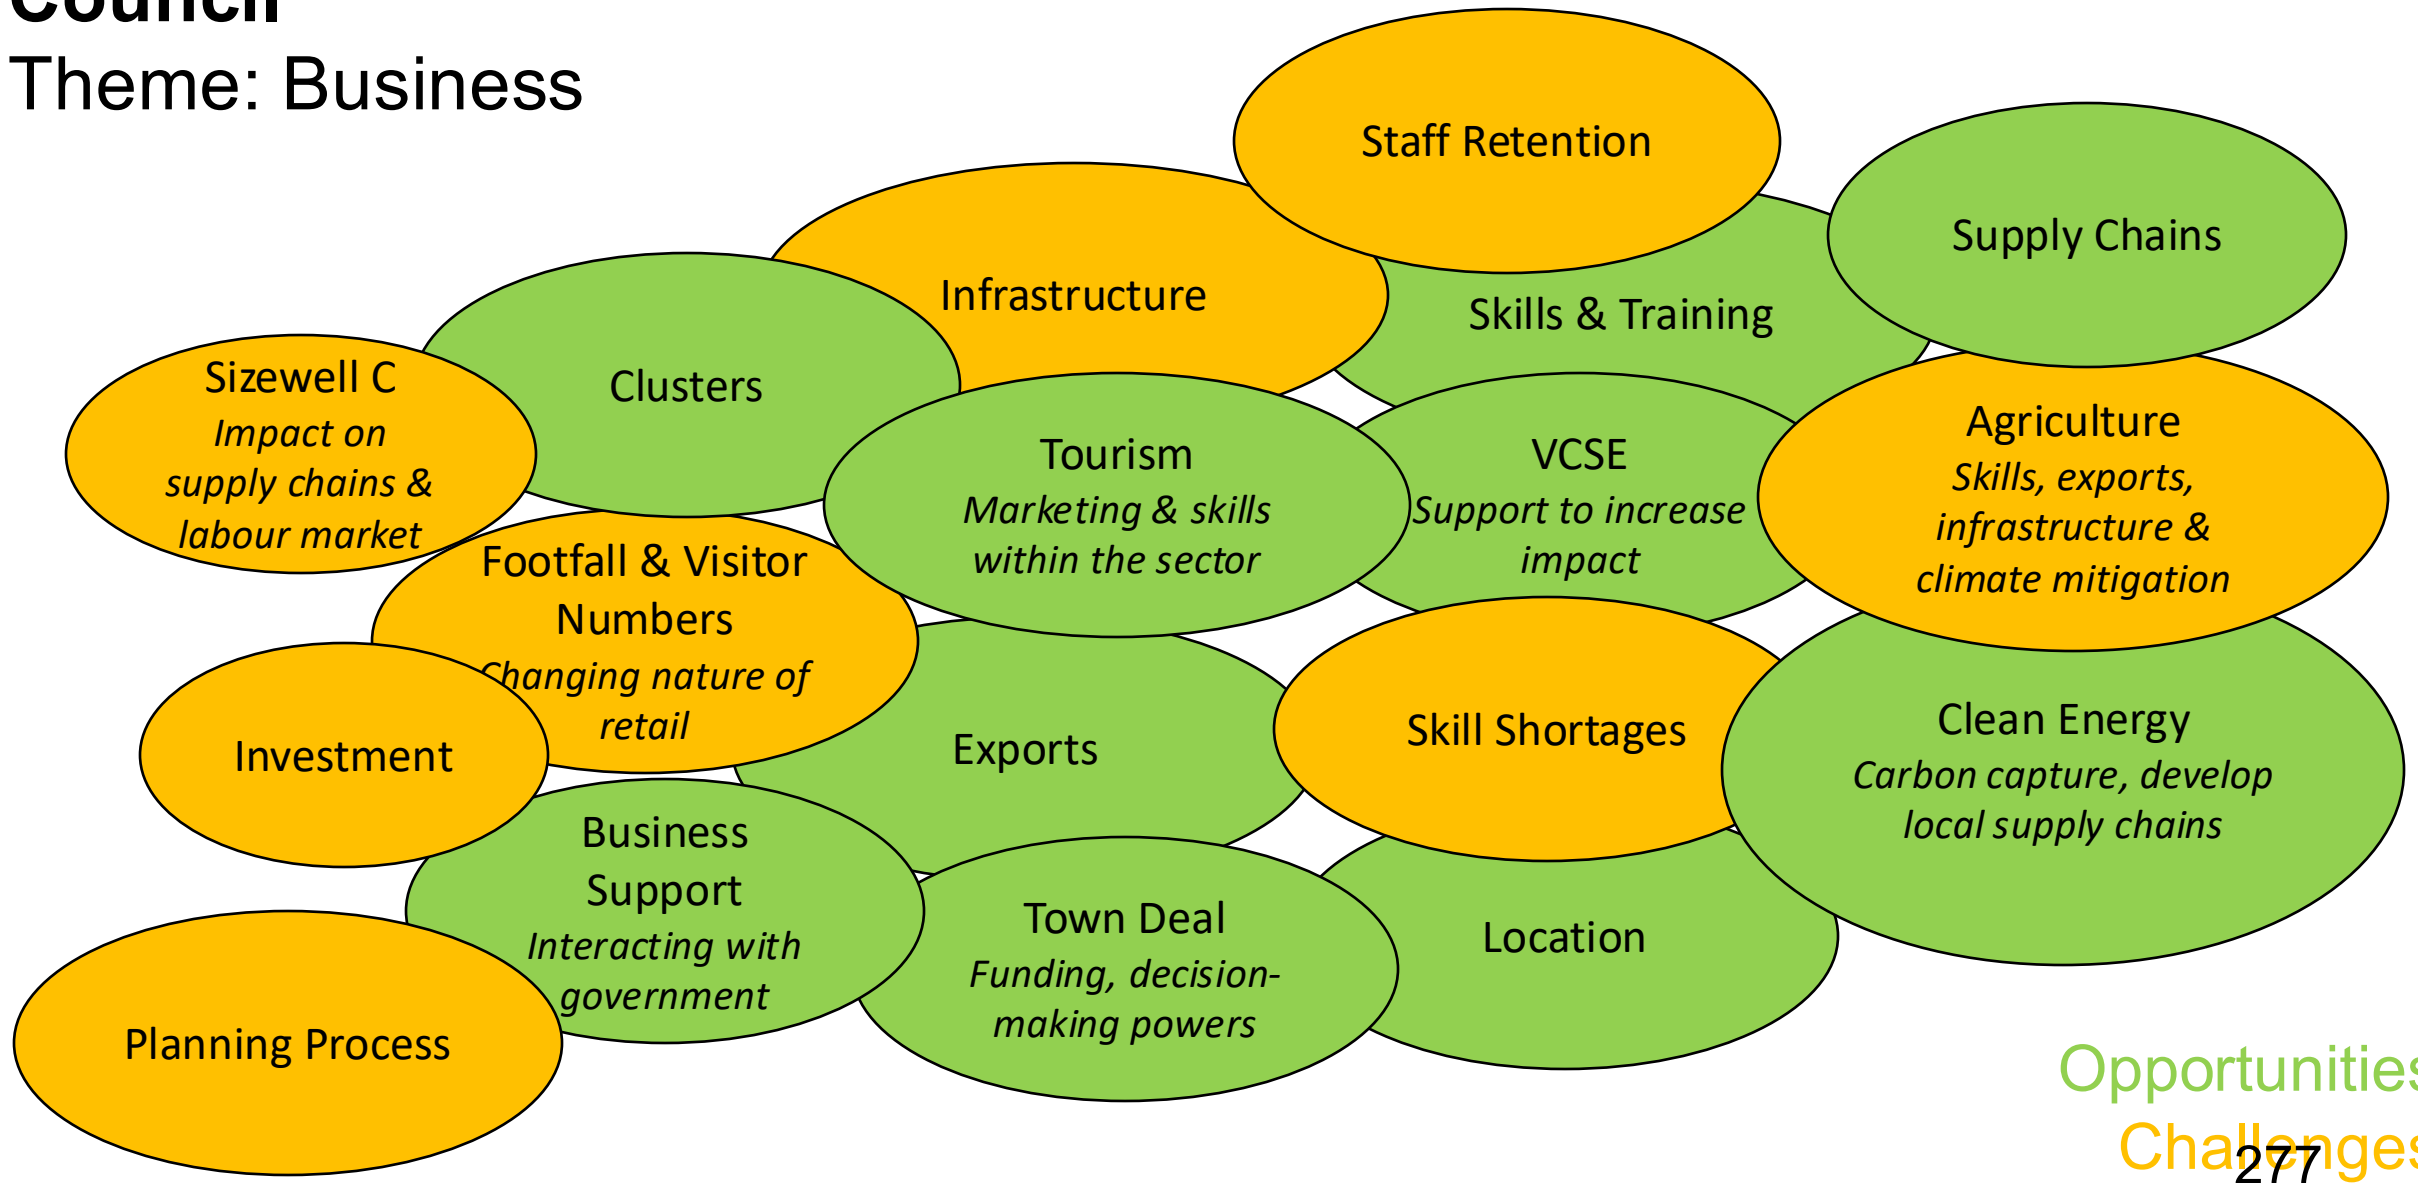 Council
Theme: Business
Staff Retention
Supply Chains
Infrastructure
Skills & Training
Sizewell C
Impact on
supply chains &
labour market
Clusters
Tourism
Marketing & skills
within the sector
VCSE
Support to increase
impact
Agriculture
Skills, exports,
infrastructure &
climate mitigation
Footfall & Visitor
Numbers
Changing nature of
retail
Investment
Exports
Skill Shortages
Clean Energy
Carbon capture, develop
local supply chains
Business
Support
Interacting with
government
Town Deal
Funding, decision-
making powers
Location
Planning Process
Opportunities
Challenges
277